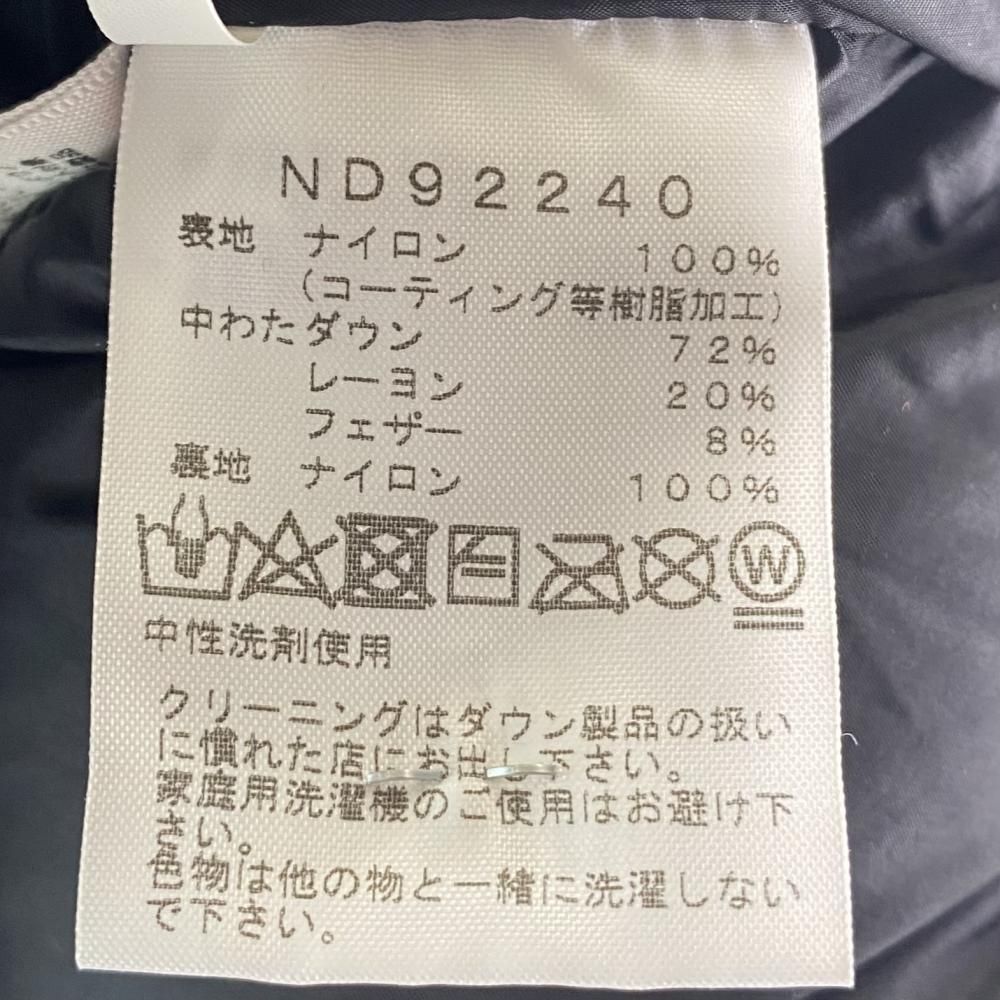 ND92240
表地 ナイロン 100%
(コーティング等樹脂加工)
中わた ダウン 72%
レーヨン 20%
フェザー 8%
裏地 ナイロン 100%
W
中性洗剤使用
クリーニングはダウン製品の扱い
に慣れた店にお出し下さい。
家庭用洗濯機のご使用はお避け下
さい。
色物は他の物と一緒に洗濯しない
で下さい。